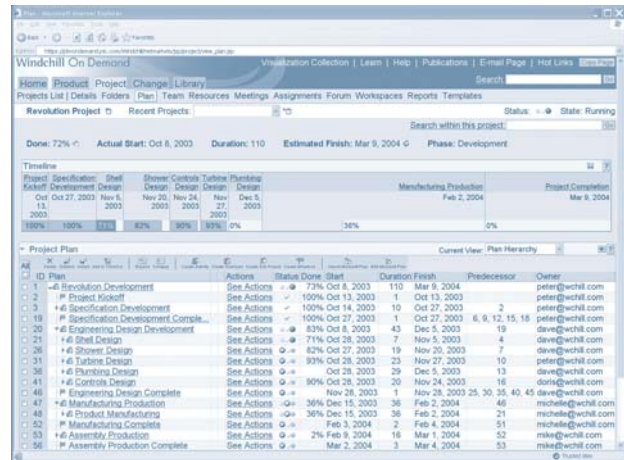 Plan - Microsoft Internet Explorer
Windchill On Demand
Visualization Collection | Learn | Help | Publications | E-mail Page | Hot Links Copy Page
Home Product Project Change Library Search:
Projects List | Details Folders Plan Team Resources Meetings Assignments Forum Workspaces Reports Templates
Revolution Project Recent Projects: Status: State: Running
Search within this project:
Done: 72% Actual Start: Oct 8, 2003 Duration: 110 Estimated Finish: Mar 9, 2004 Phase: Development
Timeline
Project Specification Shell Shower Controls Turbine Plumbing
Kickoff Development Design Design Design Design Design Manufacturing Production Project Completion
Oct Oct 27, 2003 Nov 5, Nov 20, Nov 24, Nov Dec 5, Feb 2, 2004 Mar 9, 2004
13, 2003 2003 2003 27, 2003
2003 2003
100% 100% 71% 82% 90% 93% 0% 36% 0%
Project Plan Current View: Plan Hierarchy
All
ID Plan Actions Status Done Start Duration Finish Predecessor Owner
1 Revolution Development See Actions 73% Oct 8, 2003 110 Mar 9, 2004 peter@wchill.com
2 Project Kickoff See Actions 100% Oct 13, 2003 1 Oct 13, 2003 peter@wchill.com
3 Specification Development See Actions 100% Oct 14, 2003 10 Oct 27, 2003 2 peter@wchill.com
19 Specification Development Comple... See Actions 100% Oct 27, 2003 1 Oct 27, 2003 6, 9, 12, 15, 18 peter@wchill.com
20 Engineering Design Development See Actions 83% Oct 8, 2003 43 Dec 5, 2003 19 dave@wchill.com
21 Shell Design See Actions 71% Oct 28, 2003 7 Nov 5, 2003 4 dave@wchill.com
26 Shower Design See Actions 82% Oct 27, 2003 19 Nov 20, 2003 7 dave@wchill.com
31 Turbine Design See Actions 93% Oct 28, 2003 23 Nov 27, 2003 10 peter@wchill.com
36 Plumbing Design See Actions Oct 28, 2003 29 Dec 5, 2003 13 dave@wchill.com
41 Controls Design See Actions 90% Oct 28, 2003 20 Nov 24, 2003 16 doris@wchill.com
46 Engineering Design Complete See Actions Nov 28, 2003 1 Nov 28, 2003 25, 30, 35, 40, 45 dave@wchill.com
47 Manufacturing Production See Actions 36% Dec 15, 2003 36 Feb 2, 2004 46 michelle@wchill.com
48 Product Manufacturing See Actions 36% Dec 15, 2003 36 Feb 2, 2004 21 michelle@wchill.com
52 Manufacturing Complete See Actions Feb 3, 2004 2 Feb 4, 2004 51 michelle@wchill.com
53 Assembly Production See Actions 2% Feb 9, 2004 16 Mar 1, 2004 52 mike@wchill.com
56 Assembly Production Complete See Actions Mar 2, 2004 3 Mar 4, 2004 53 mike@wchill.com
Trusted sites